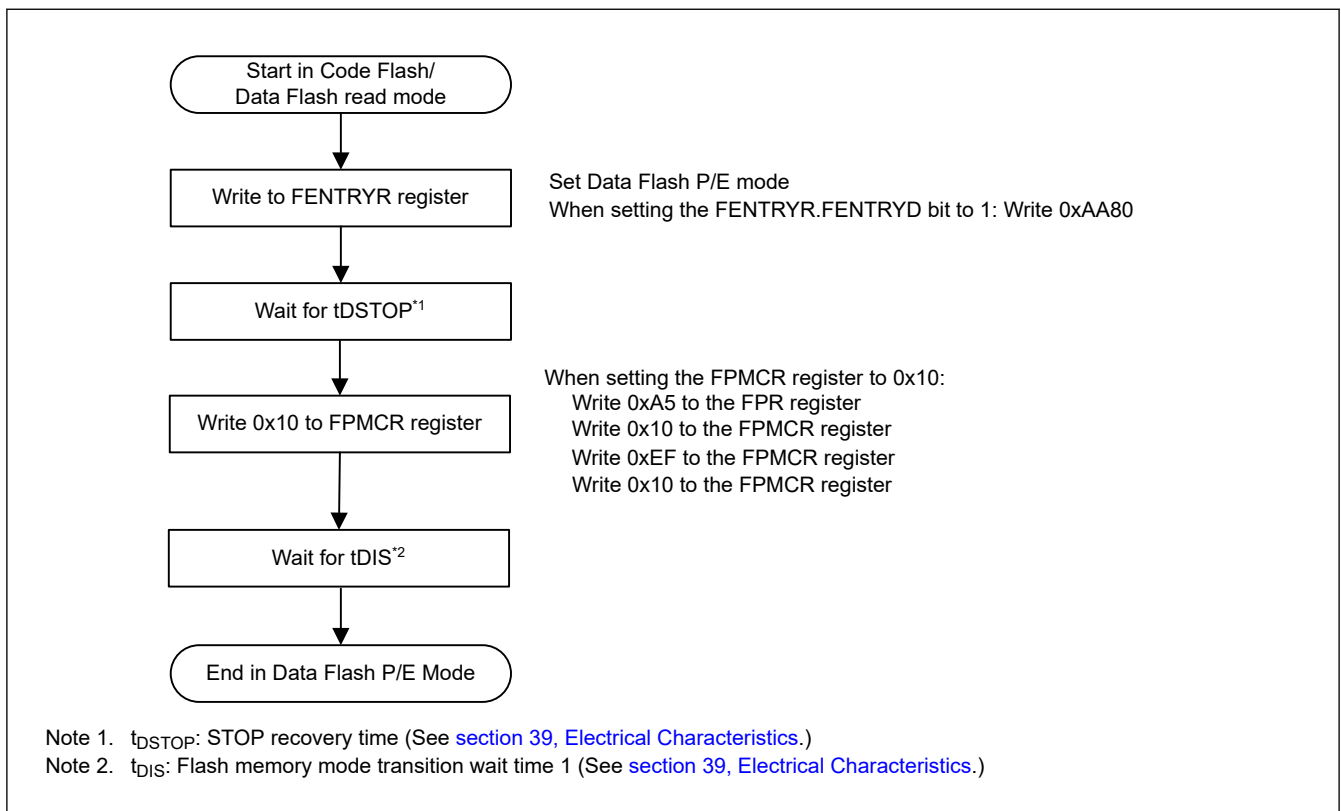 Start in Code Flash/
Data Flash read mode
Write to FENTRYR register
Set Data Flash P/E mode
When setting the FENTRYR.FENTRYD bit to 1: Write 0xAA80
Wait for tDSTOP*1
When setting the FPMCR register to 0x10:
Write 0xA5 to the FPR register
Write 0x10 to FPMCR register
Write 0x10 to the FPMCR register
Write 0xEF to the FPMCR register
Write 0x10 to the FPMCR register
Wait for tDIS*2
End in Data Flash P/E Mode
Note 1. tDSTOP: STOP recovery time (See section 39, Electrical Characteristics.)
Note 2. tDIS: Flash memory mode transition wait time 1 (See section 39, Electrical Characteristics.)